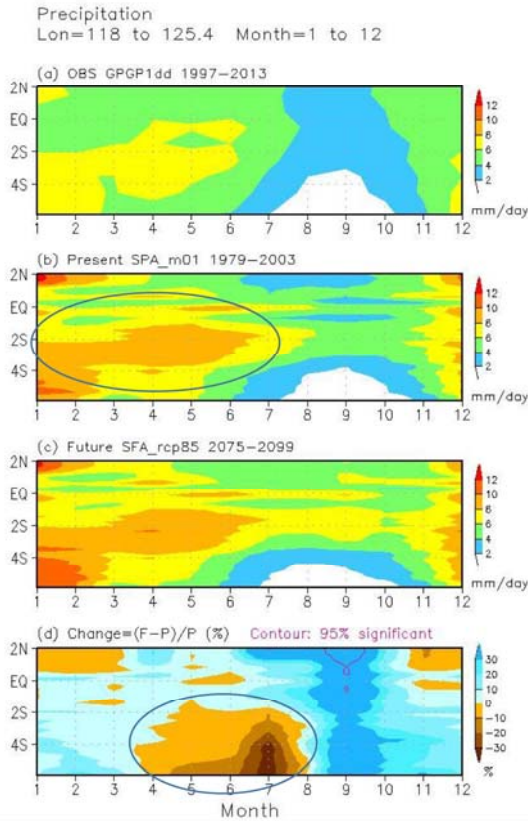 Precipitation
Lon=118 to 125.4 Month=1 to 12
(a) OBS GPGP1dd 1997−2013
2N
EQ
2S
4S
1 2 3 4 5 6 7 8 9 10 11 12
12
10
8
6
4
2
mm/day
(b) Present SPA_m01 1979−2003
2N
EQ
2S
4S
1 2 3 4 5 6 7 8 9 10 11 12
12
10
8
6
4
2
mm/day
(c) Future SFA_rcp85 2075−2099
2N
EQ
2S
4S
1 2 3 4 5 6 7 8 9 10 11 12
12
10
8
6
4
2
mm/day
(d) Change=(F−P)/P (%) Contour: 95% significant
2N
EQ
2S
4S
1 2 3 4 5 6 7 8 9 10 11 12
30
20
10
0
−10
−20
−30
%
Month